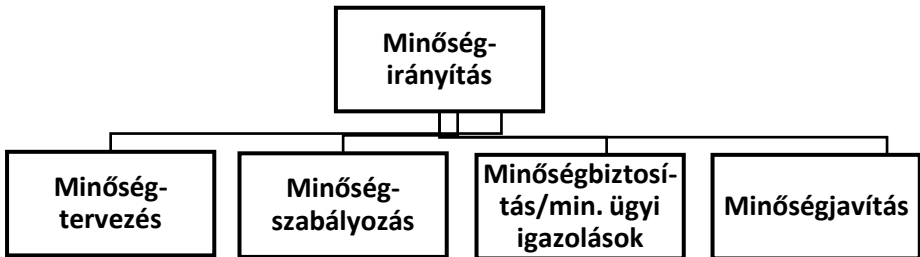 Minőség-
irányítás
Minőség-
tervezés
Minőség-
szabályozás
Minőségbiztosí-
tás/min. ügyi
igazolások
Minőségjavítás